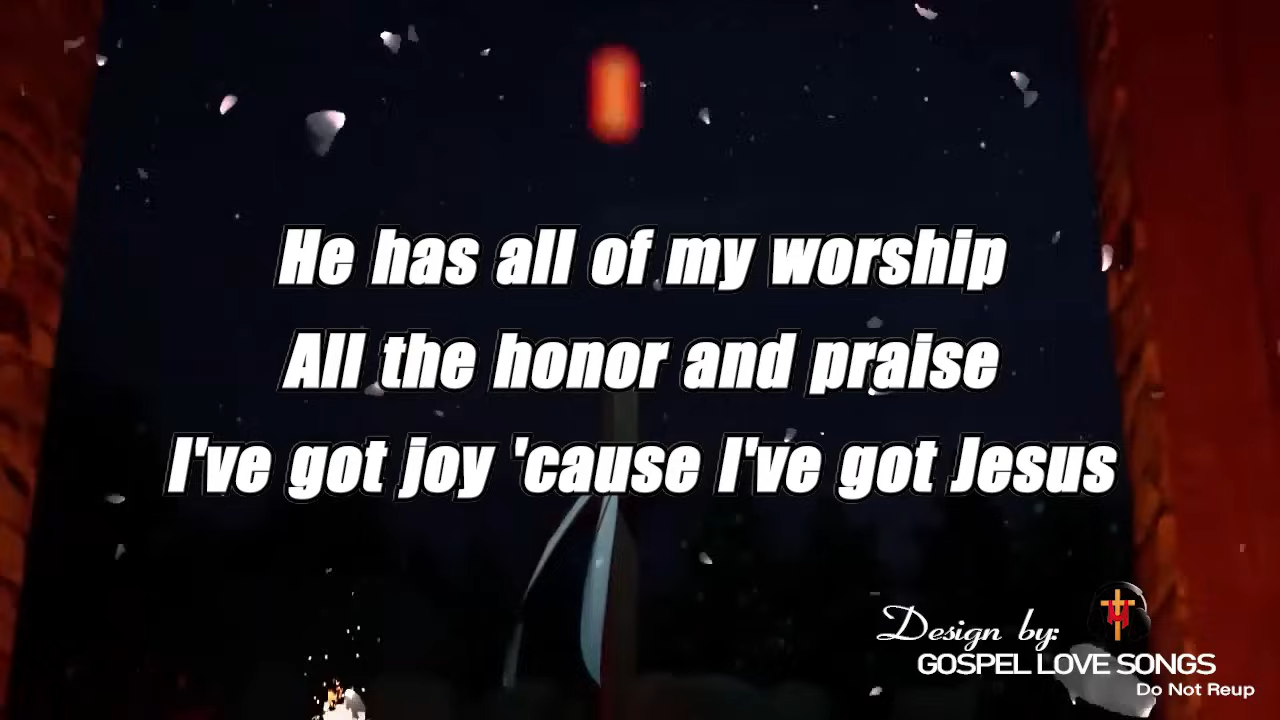 He has all of my worship
All the honor and praise
I've got joy 'cause I've got Jesus
Design by:
GOSPEL LOVE SONGS
Do Not Reup